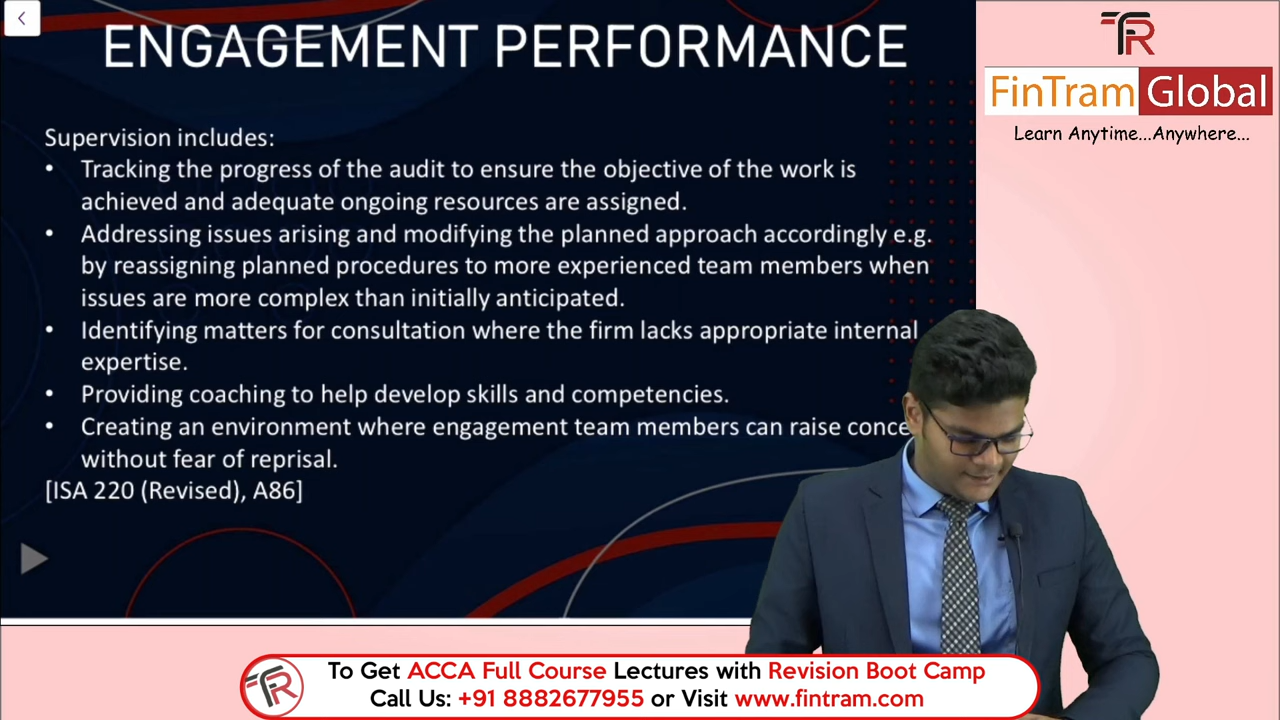 ENGAGEMENT PERFORMANCE
Supervision includes:
• Tracking the progress of the audit to ensure the objective of the work is
achieved and adequate ongoing resources are assigned.
• Addressing issues arising and modifying the planned approach accordingly e.g.
by reassigning planned procedures to more experienced team members when
issues are more complex than initially anticipated.
• Identifying matters for consultation where the firm lacks appropriate internal
expertise.
• Providing coaching to help develop skills and competencies.
• Creating an environment where engagement team members can raise conce
without fear of reprisal.
[ISA 220 (Revised), A86]
FinTram Global
Learn Anytime...Anywhere...
To Get ACCA Full Course Lectures with Revision Boot Camp
Call Us: +91 8882677955 or Visit www.fintram.com